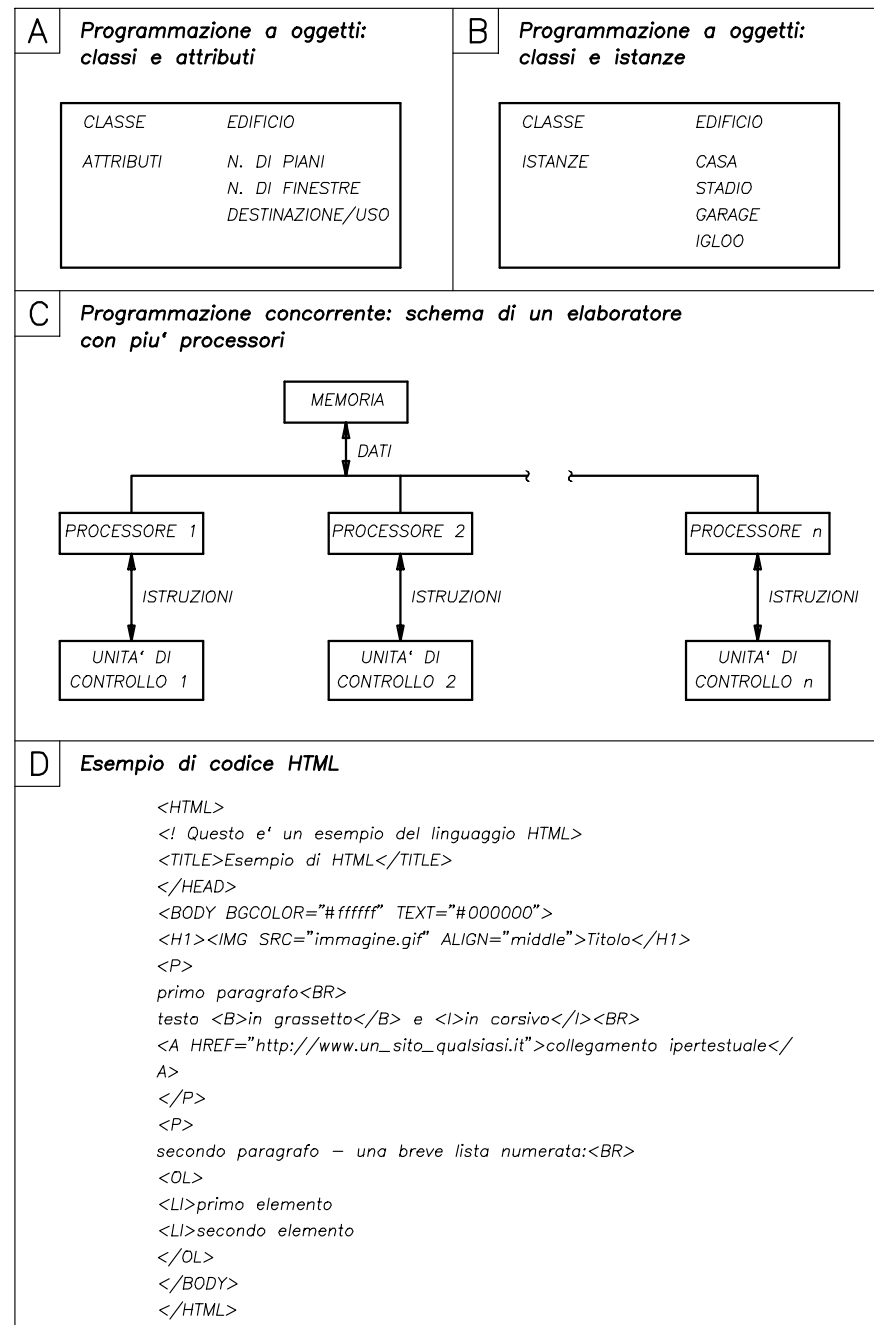 A
Programmazione a oggetti:
classi e attributi
CLASSE EDIFICIO
ATTRIBUTI N. DI PIANI
N. DI FINESTRE
DESTINAZIONE/USO
B
Programmazione a oggetti:
classi e istanze
CLASSE EDIFICIO
ISTANZE CASA
STADIO
GARAGE
IGLOO
C
Programmazione concorrente: schema di un elaboratore
con piu‘ processori
MEMORIA
DATI
PROCESSORE 1 PROCESSORE 2 PROCESSORE n
ISTRUZIONI ISTRUZIONI ISTRUZIONI
UNITA‘ DI UNITA‘ DI UNITA‘ DI
CONTROLLO 1 CONTROLLO 2 CONTROLLO n
D
Esempio di codice HTML
<HTML>
<! Questo e‘ un esempio del linguaggio HTML>
<TITLE>Esempio di HTML</TITLE>
</HEAD>
<BODY BGCOLOR="#ffffff" TEXT="#000000">
<H1><IMG SRC="immagine.gif" ALIGN="middle">Titolo</H1>
<P>
primo paragrafo<BR>
testo <B>in grassetto</B> e <I>in corsivo</I><BR>
<A HREF="http://www.un_sito_qualsiasi.it">collegamento ipertestuale</
A>
</P>
<P>
secondo paragrafo – una breve lista numerata:<BR>
<OL>
<LI>primo elemento
<LI>secondo elemento
</OL>
</BODY>
</HTML>